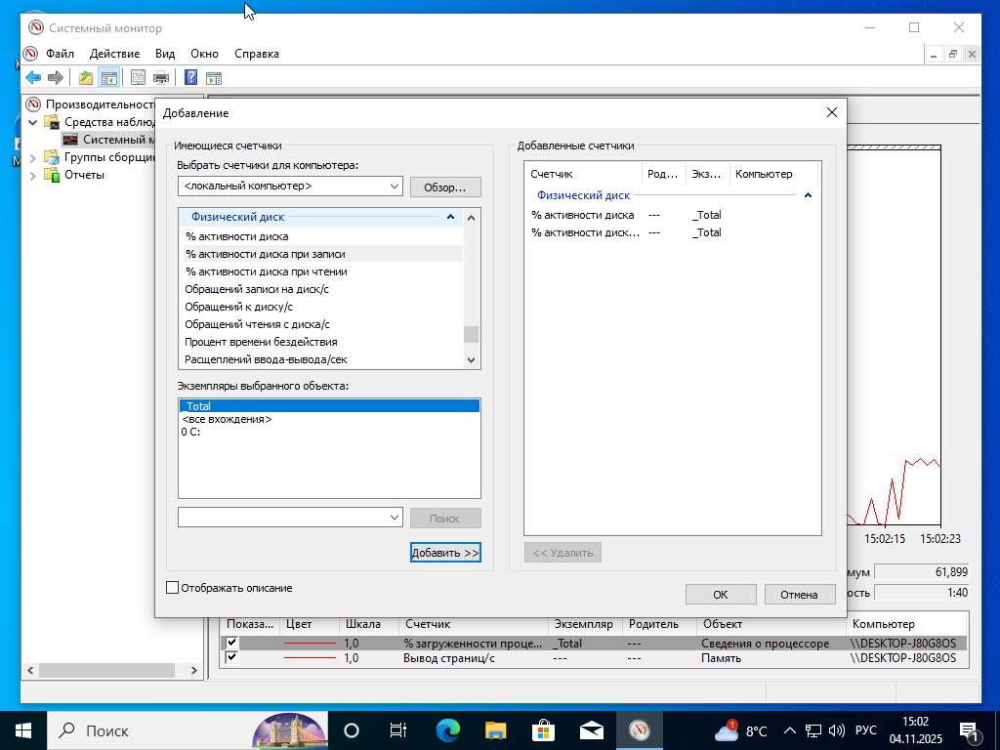 Системный монитор
Файл Действие Вид Окно Справка
Производительност
Средства наблюд
Системный м
Группы сборщик
Отчеты
Добавление
Имеющиеся счетчики
Выбрать счетчики для компьютера:
<локальный компьютер>
Обзор...
Физический диск
% активности диска
% активности диска при записи
% активности диска при чтении
Обращений записи на диск/с
Обращений к диску/с
Обращений чтения с диска/с
Процент времени бездействия
Расщеплений ввода-вывода/сек
Экземпляры выбранного объекта:
_Total
<все вхождения>
0 C:
Поиск
Добавить >>
Отображать описание
Добавленные счетчики
Счетчик Род... Экз... Компьютер
Физический диск
% активности диска --- _Total
% активности диск... --- _Total
<< Удалить
ОК Отмена
15:02:15 15:02:23
мум 61,899
ость 1:40
Показа... Цвет Шкала Счетчик Экземпляр Родитель Объект Компьютер
1,0 % загруженности проце... _Total --- Сведения о процессоре \\DESKTOP-J80G8OS
1,0 Вывод страниц/с --- --- Память \\DESKTOP-J80G8OS
Поиск
1
8°C
РУС
15:02
04.11.2025
1